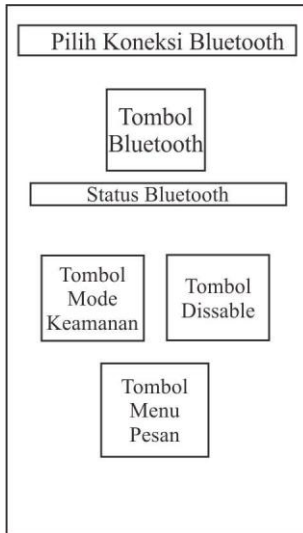 Pilih Koneksi Bluetooth
Tombol
Bluetooth
Status Bluetooth
Tombol
Mode
Keamanan
Tombol
Dissable
Tombol
Menu
Pesan